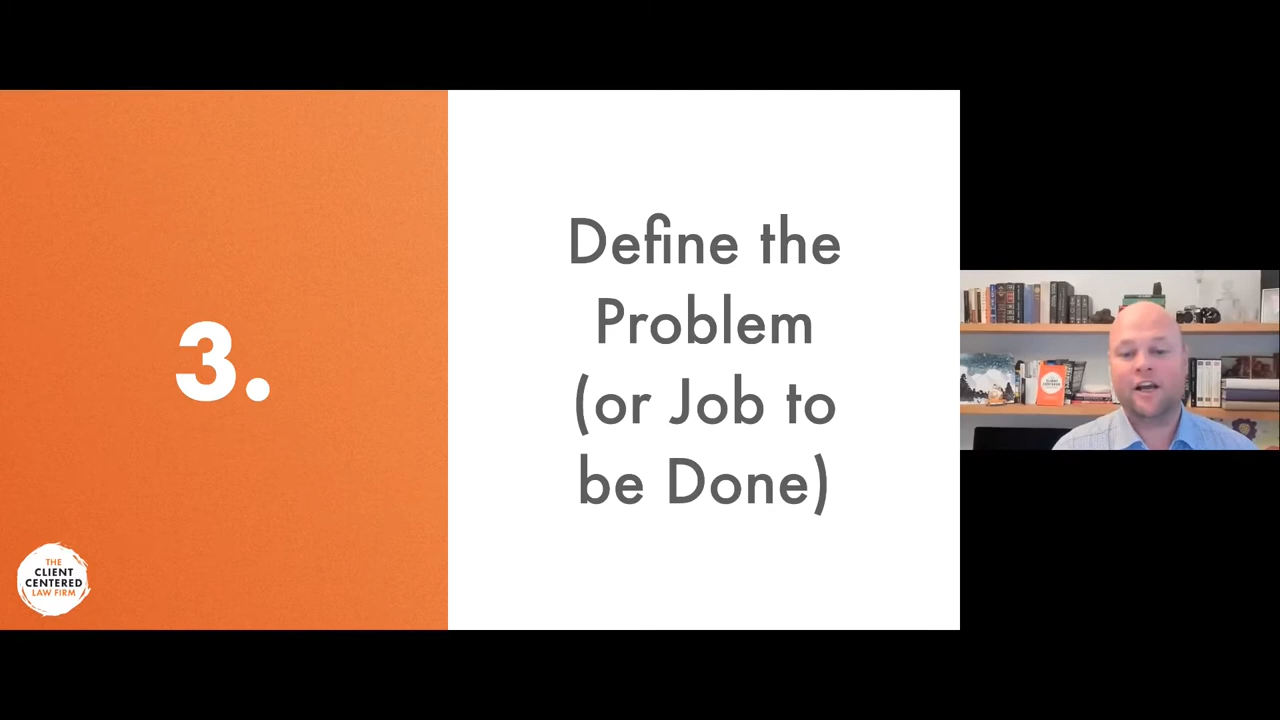 3.
Define the
Problem
(or Job to
be Done)
THE
CLIENT
CENTERED
LAW FIRM